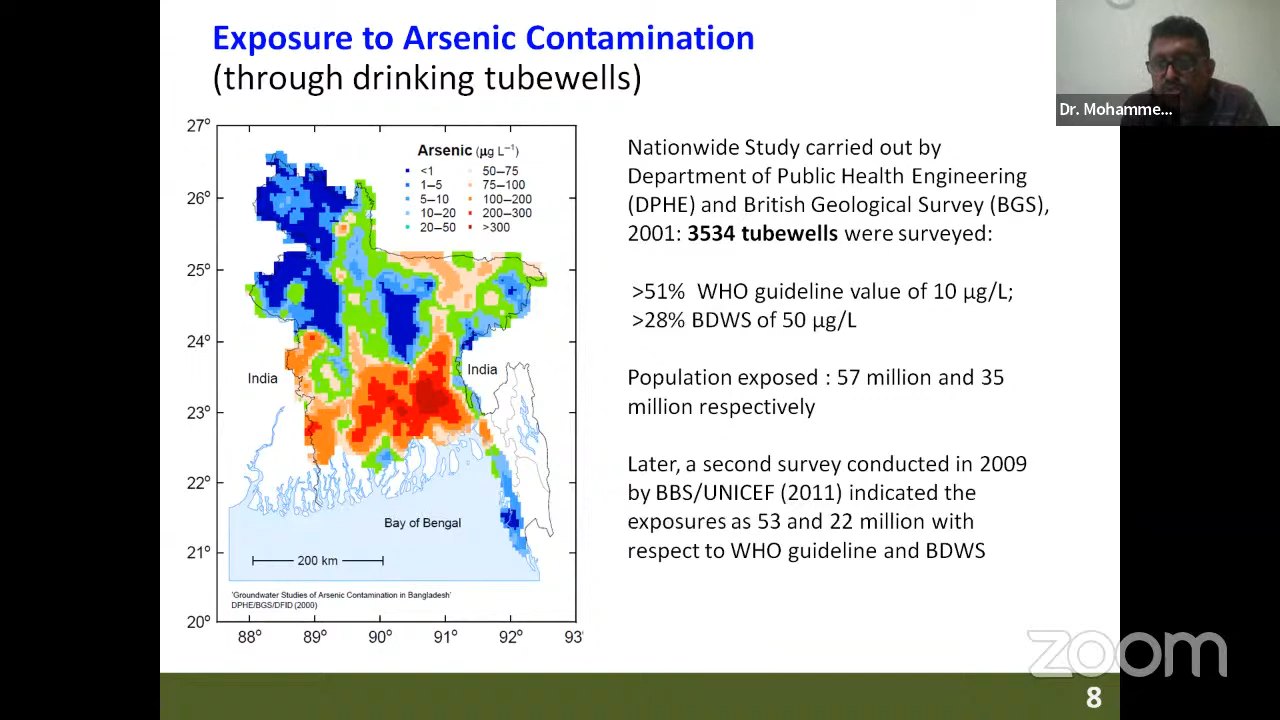 Exposure to Arsenic Contamination
(through drinking tubewells)
Dr. Mohamme...
27°
26°
25°
24°
23°
22°
21°
20°
88°
89°
90°
91°
92°
93°
Arsenic (µg L⁻¹)
<1
1–5
5–10
10–20
20–50
50–75
75–100
100–200
200–300
>300
India
India
Bay of Bengal
200 km
'Groundwater Studies of Arsenic Contamination in Bangladesh'
DPHE/BGS/DFID (2000)
Nationwide Study carried out by
Department of Public Health Engineering
(DPHE) and British Geological Survey (BGS),
2001: 3534 tubewells were surveyed:
>51% WHO guideline value of 10 µg/L;
>28% BDWS of 50 µg/L
Population exposed : 57 million and 35
million respectively
Later, a second survey conducted in 2009
by BBS/UNICEF (2011) indicated the
exposures as 53 and 22 million with
respect to WHO guideline and BDWS
zoom
8